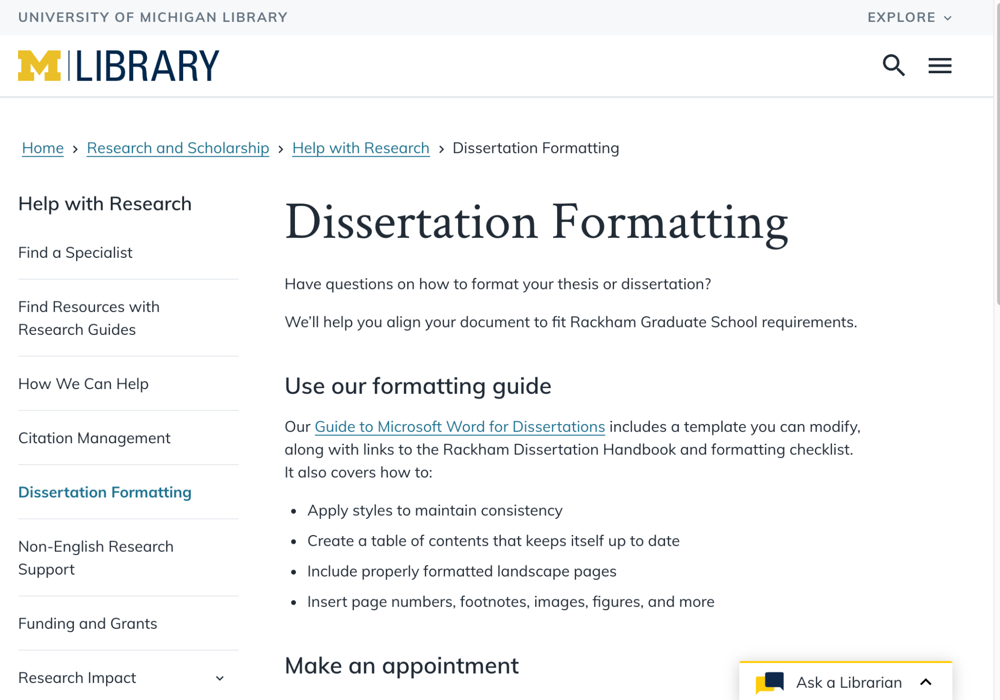 UNIVERSITY OF MICHIGAN LIBRARY
EXPLORE
M LIBRARY
Home > Research and Scholarship > Help with Research > Dissertation Formatting
Help with Research
Find a Specialist
Find Resources with
Research Guides
How We Can Help
Citation Management
Dissertation Formatting
Non-English Research
Support
Funding and Grants
Research Impact
Dissertation Formatting
Have questions on how to format your thesis or dissertation?
We’ll help you align your document to fit Rackham Graduate School requirements.
Use our formatting guide
Our Guide to Microsoft Word for Dissertations includes a template you can modify,
along with links to the Rackham Dissertation Handbook and formatting checklist.
It also covers how to:
• Apply styles to maintain consistency
• Create a table of contents that keeps itself up to date
• Include properly formatted landscape pages
• Insert page numbers, footnotes, images, figures, and more
Make an appointment
Ask a Librarian